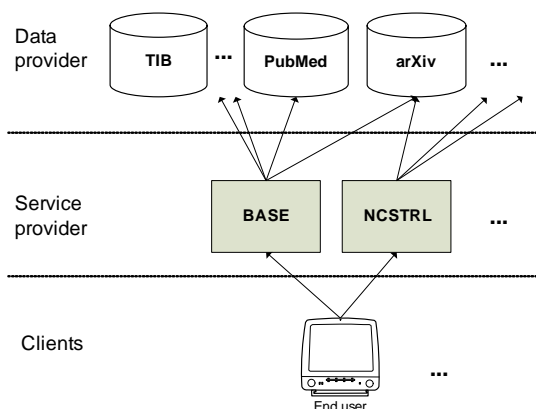 Data
provider
TIB
...
PubMed
arXiv
...
Service
provider
BASE
NCSTRL
...
Clients
...
End user